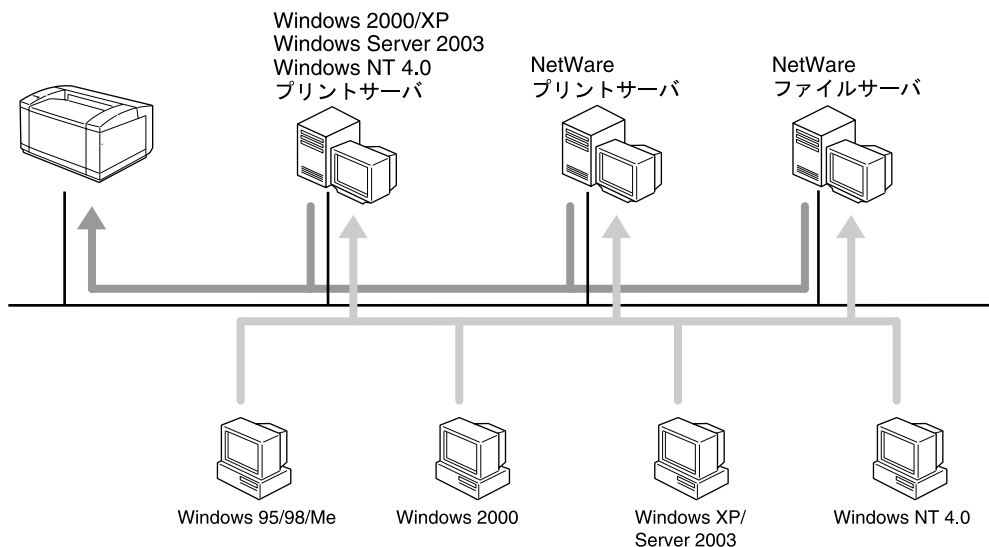 Windows 2000/XP
Windows Server 2003
Windows NT 4.0
プリントサーバ
NetWare
プリントサーバ
NetWare
ファイルサーバ
Windows 95/98/Me
Windows 2000
Windows XP/
Server 2003
Windows NT 4.0